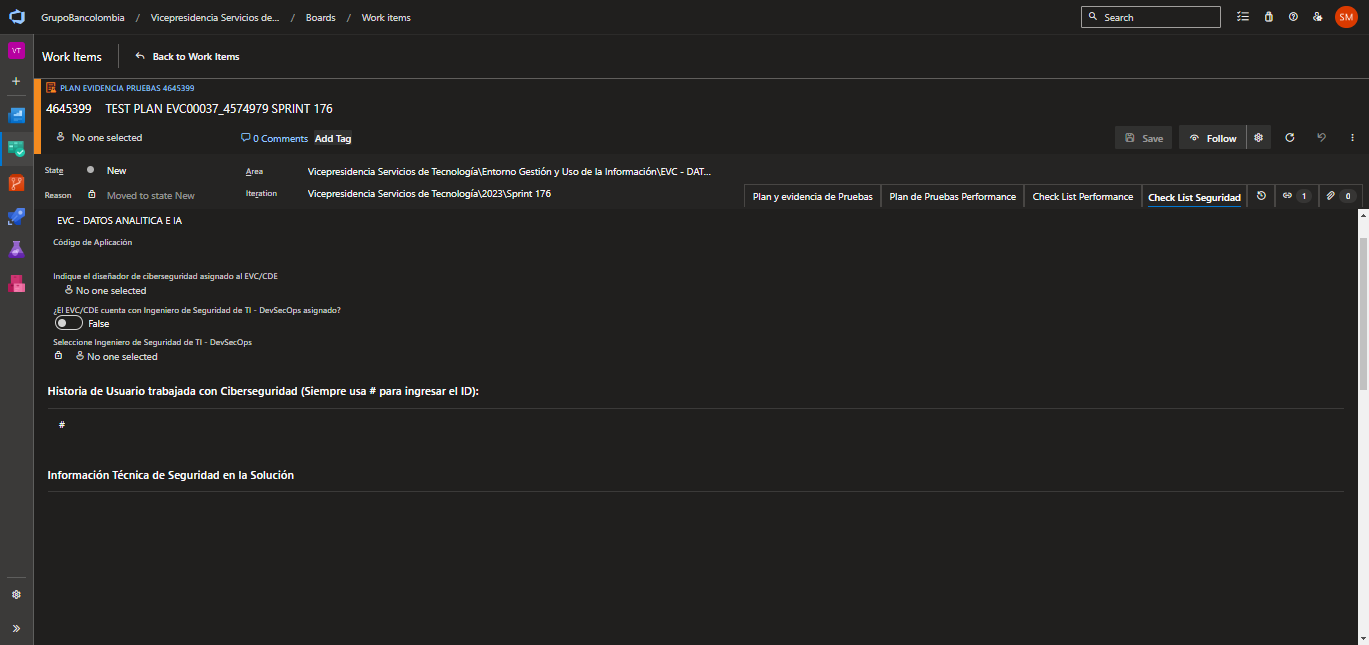 GrupoBancolombia / Vicepresidencia Servicios de... / Boards / Work items
Search
SM
VT
Work Items
Back to Work Items
PLAN EVIDENCIA PRUEBAS 4645399
4645399 TEST PLAN EVC00037_4574979 SPRINT 176
No one selected
0 Comments
Add Tag
Save
Follow
State
New
Area
Vicepresidencia Servicios de Tecnología\Entorno Gestión y Uso de la Información\EVC - DAT...
Reason
Moved to state New
Iteration
Vicepresidencia Servicios de Tecnología\2023\Sprint 176
Plan y evidencia de Pruebas
Plan de Pruebas Performance
Check List Performance
Check List Seguridad
1
0
EVC - DATOS ANALITICA E IA
Código de Aplicación
Indique el diseñador de ciberseguridad asignado al EVC/CDE
No one selected
¿El EVC/CDE cuenta con Ingeniero de Seguridad de TI - DevSecOps asignado?
False
Seleccione Ingeniero de Seguridad de TI - DevSecOps
No one selected
Historia de Usuario trabajada con Ciberseguridad (Siempre usa # para ingresar el ID):
#
Información Técnica de Seguridad en la Solución